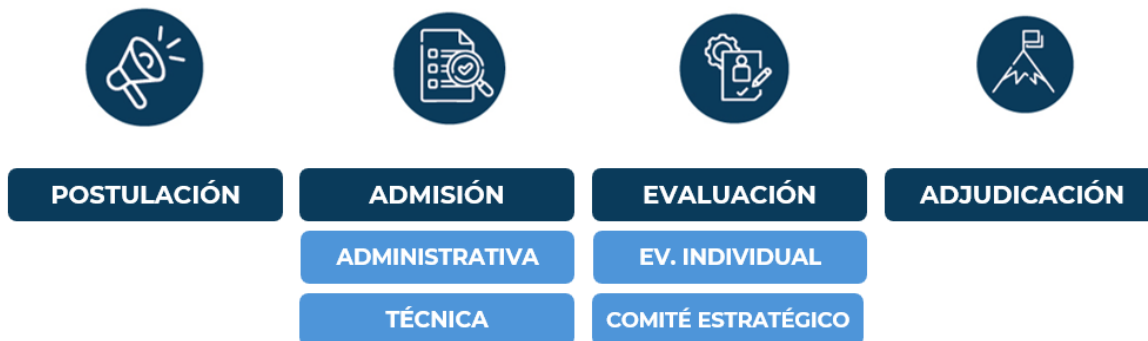 POSTULACIÓN
ADMISIÓN
EVALUACIÓN
ADJUDICACIÓN
ADMINISTRATIVA
EV. INDIVIDUAL
TÉCNICA
COMITÉ ESTRATÉGICO